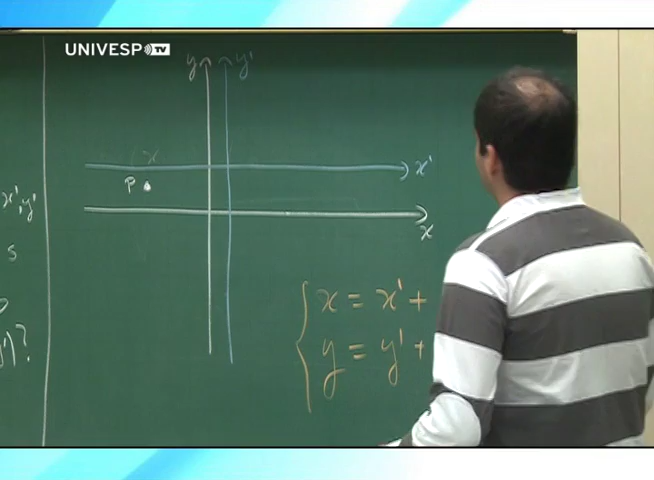 UNIVESP TV
y y'
x
x'
P
x
x', y'
s
y')?
x = x' +
y = y' +